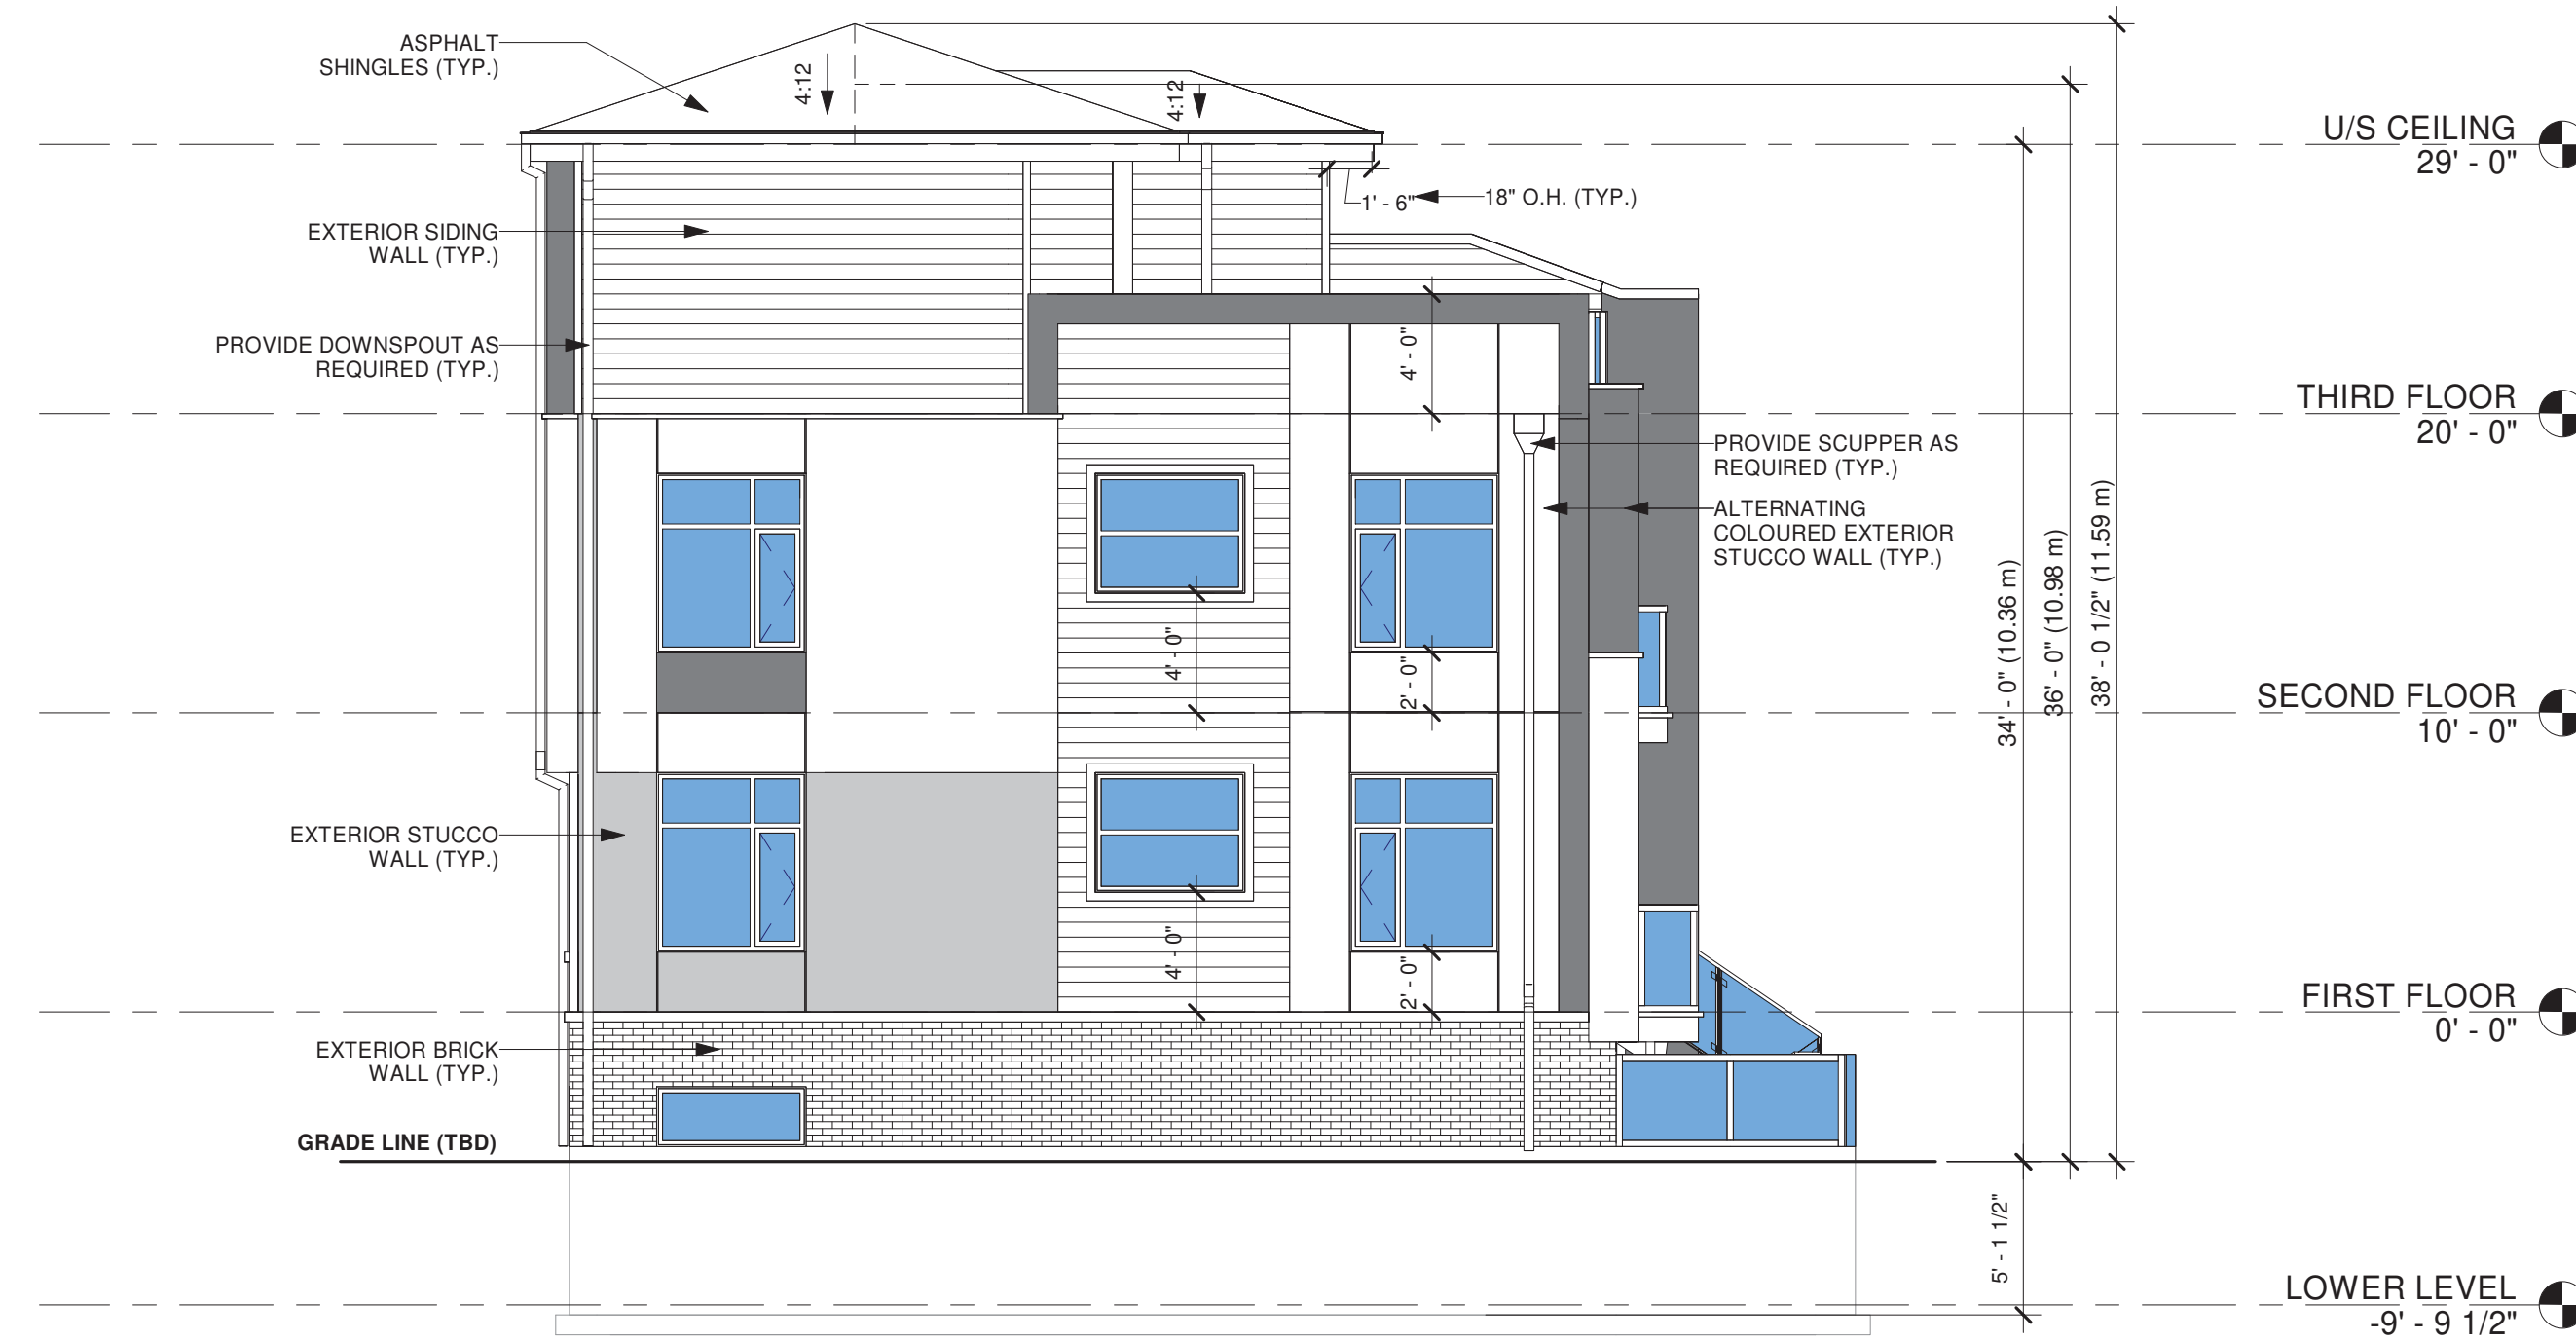 ASPHALT
SHINGLES (TYP.)
4:12
4:12
U/S CEILING
29' - 0"
1' - 6"
18" O.H. (TYP.)
EXTERIOR SIDING
WALL (TYP.)
PROVIDE DOWNSPOUT AS
REQUIRED (TYP.)
4' - 0"
THIRD FLOOR
20' - 0"
PROVIDE SCUPPER AS
REQUIRED (TYP.)
ALTERNATING
COLOURED EXTERIOR
STUCCO WALL (TYP.)
34' - 0" (10.36 m)
36' - 0" (10.98 m)
38' - 0 1/2" (11.59 m)
4' - 0"
2' - 0"
SECOND FLOOR
10' - 0"
EXTERIOR STUCCO
WALL (TYP.)
4' - 0"
2' - 0"
FIRST FLOOR
0' - 0"
EXTERIOR BRICK
WALL (TYP.)
GRADE LINE (TBD)
5' - 1 1/2"
LOWER LEVEL
-9' - 9 1/2"